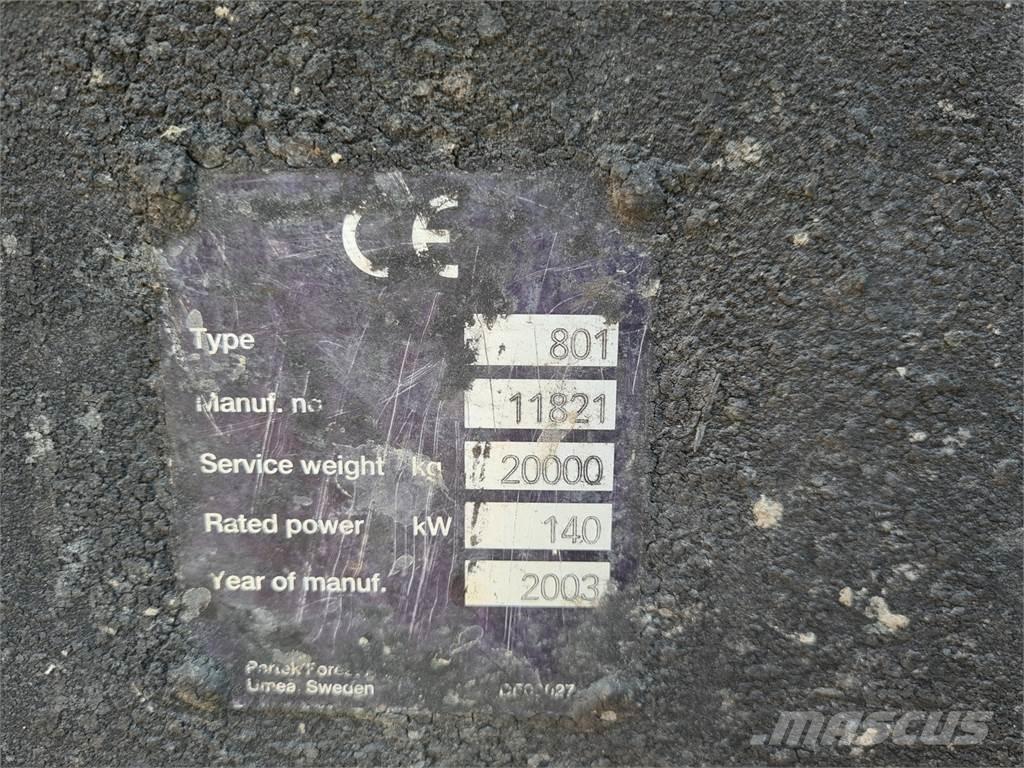 CE
Type 801
Manuf. no 11821
Service weight kg 20000
Rated power kW 140
Year of manuf. 2003
Umeå, Sweden
MASCUS